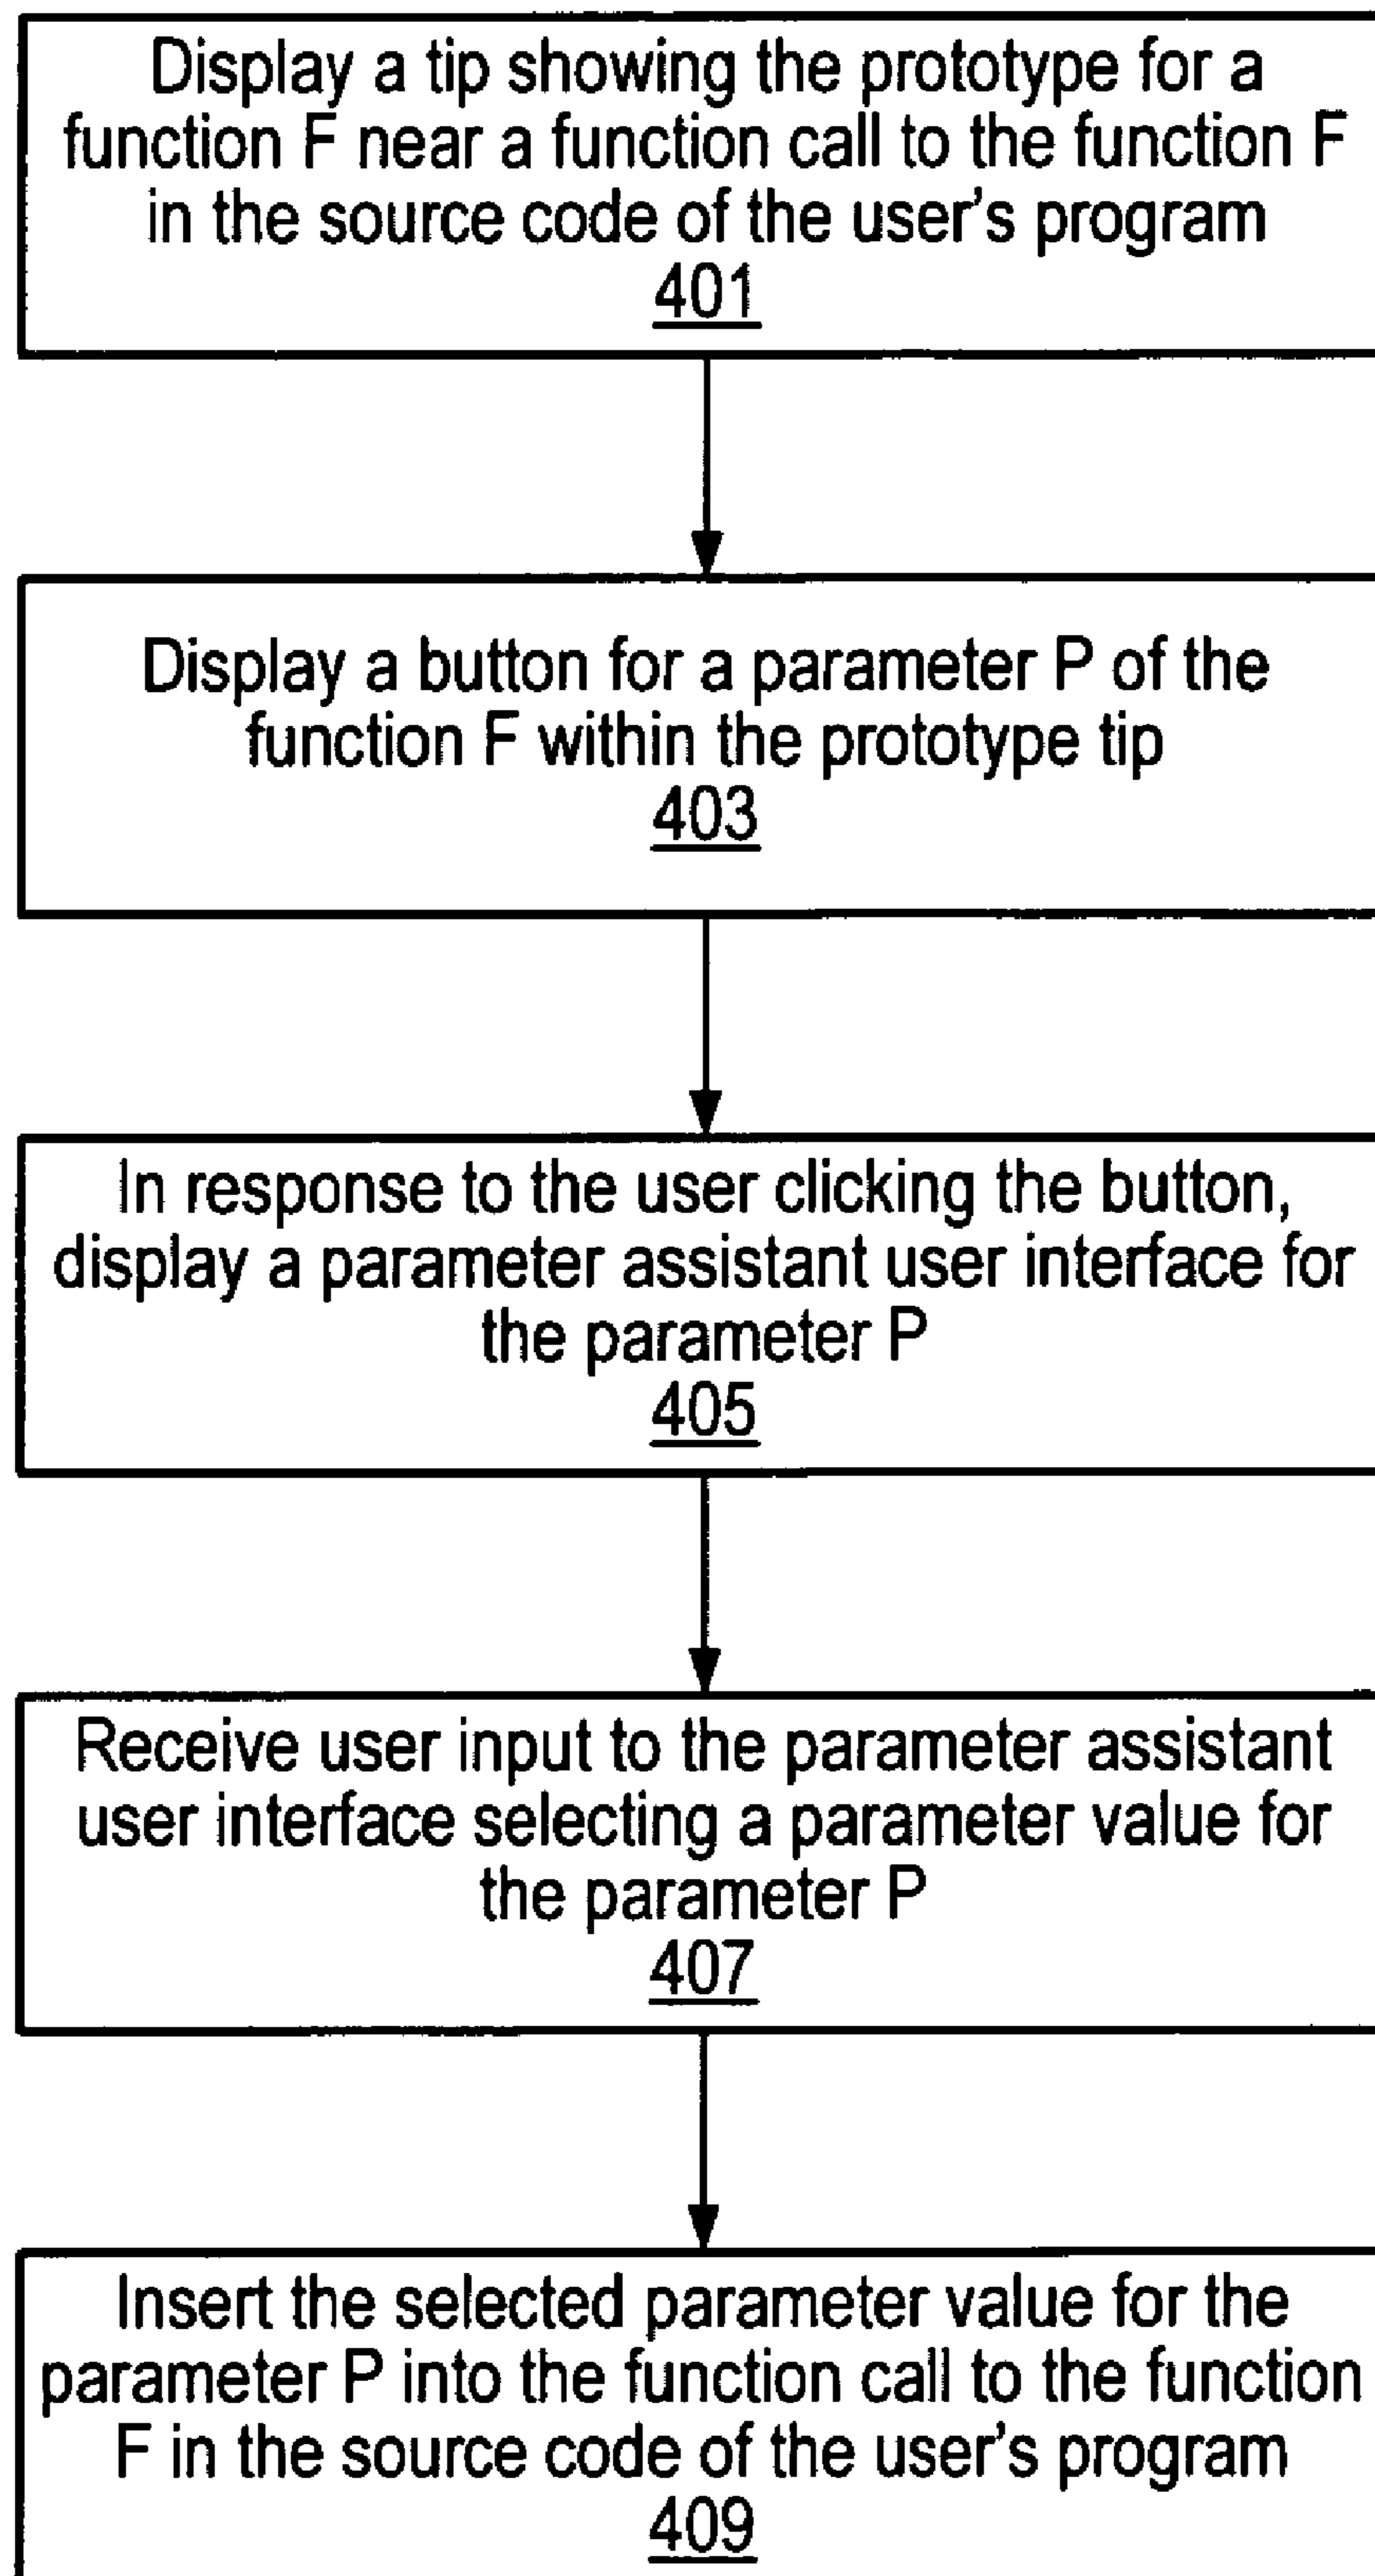 Display a tip showing the prototype for a
function F near a function call to the function F
in the source code of the user's program
401
Display a button for a parameter P of the
function F within the prototype tip
403
In response to the user clicking the button,
display a parameter assistant user interface for
the parameter P
405
Receive user input to the parameter assistant
user interface selecting a parameter value for
the parameter P
407
Insert the selected parameter value for the
parameter P into the function call to the function
F in the source code of the user's program
409